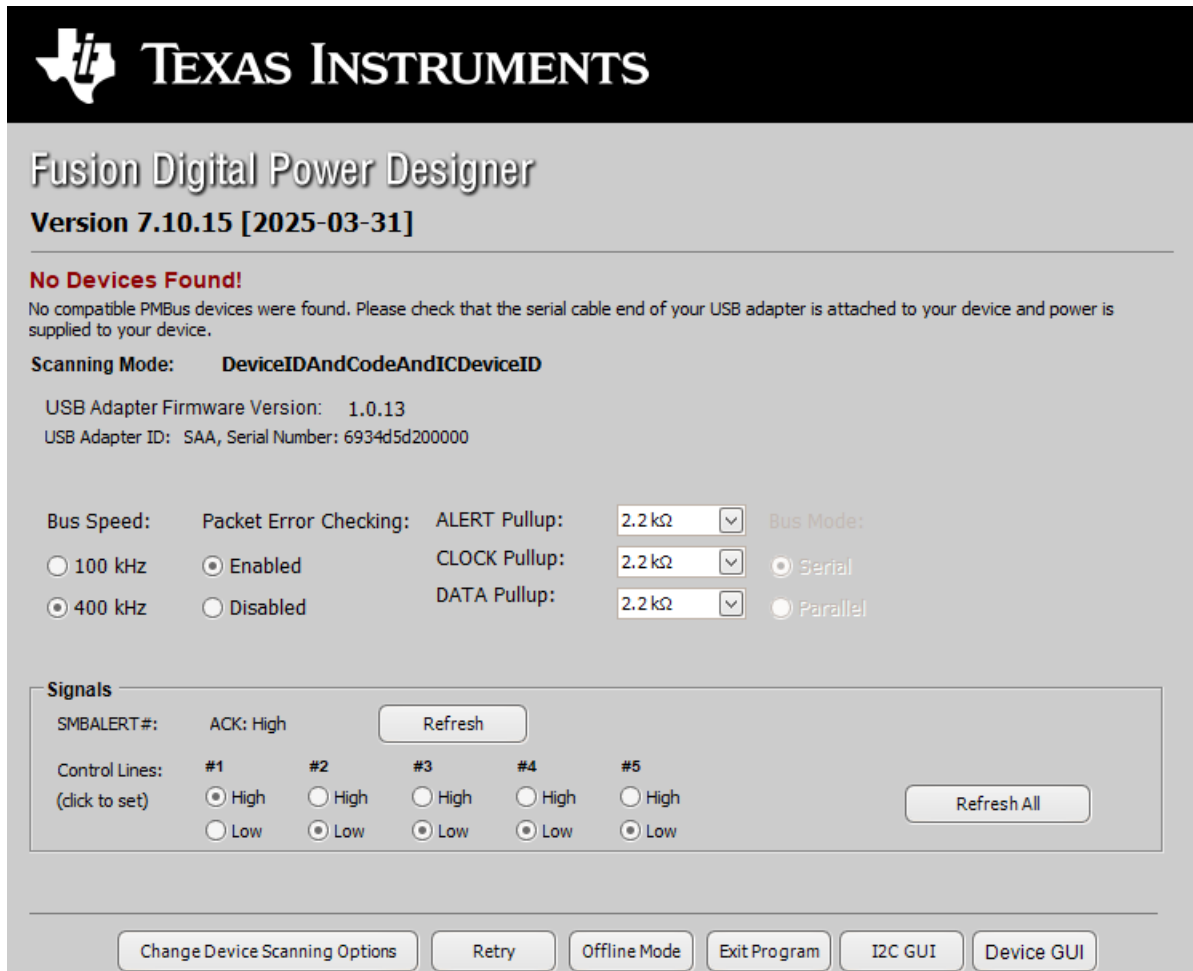 TEXAS INSTRUMENTS
Fusion Digital Power Designer
Version 7.10.15 [2025-03-31]
No Devices Found!
No compatible PMBus devices were found. Please check that the serial cable end of your USB adapter is attached to your device and power is
supplied to your device.
Scanning Mode: DeviceIDAndCodeAndICDeviceID
USB Adapter Firmware Version: 1.0.13
USB Adapter ID: SAA, Serial Number: 6934d5d200000
Bus Speed: Packet Error Checking: ALERT Pullup: 2.2 kΩ Bus Mode:
100 kHz Enabled CLOCK Pullup: 2.2 kΩ Serial
400 kHz Disabled DATA Pullup: 2.2 kΩ Parallel
Signals
SMBALERT#: ACK: High Refresh
Control Lines: #1 #2 #3 #4 #5
(click to set) High High High High High Refresh All
Low Low Low Low Low
Change Device Scanning Options Retry Offline Mode Exit Program I2C GUI Device GUI